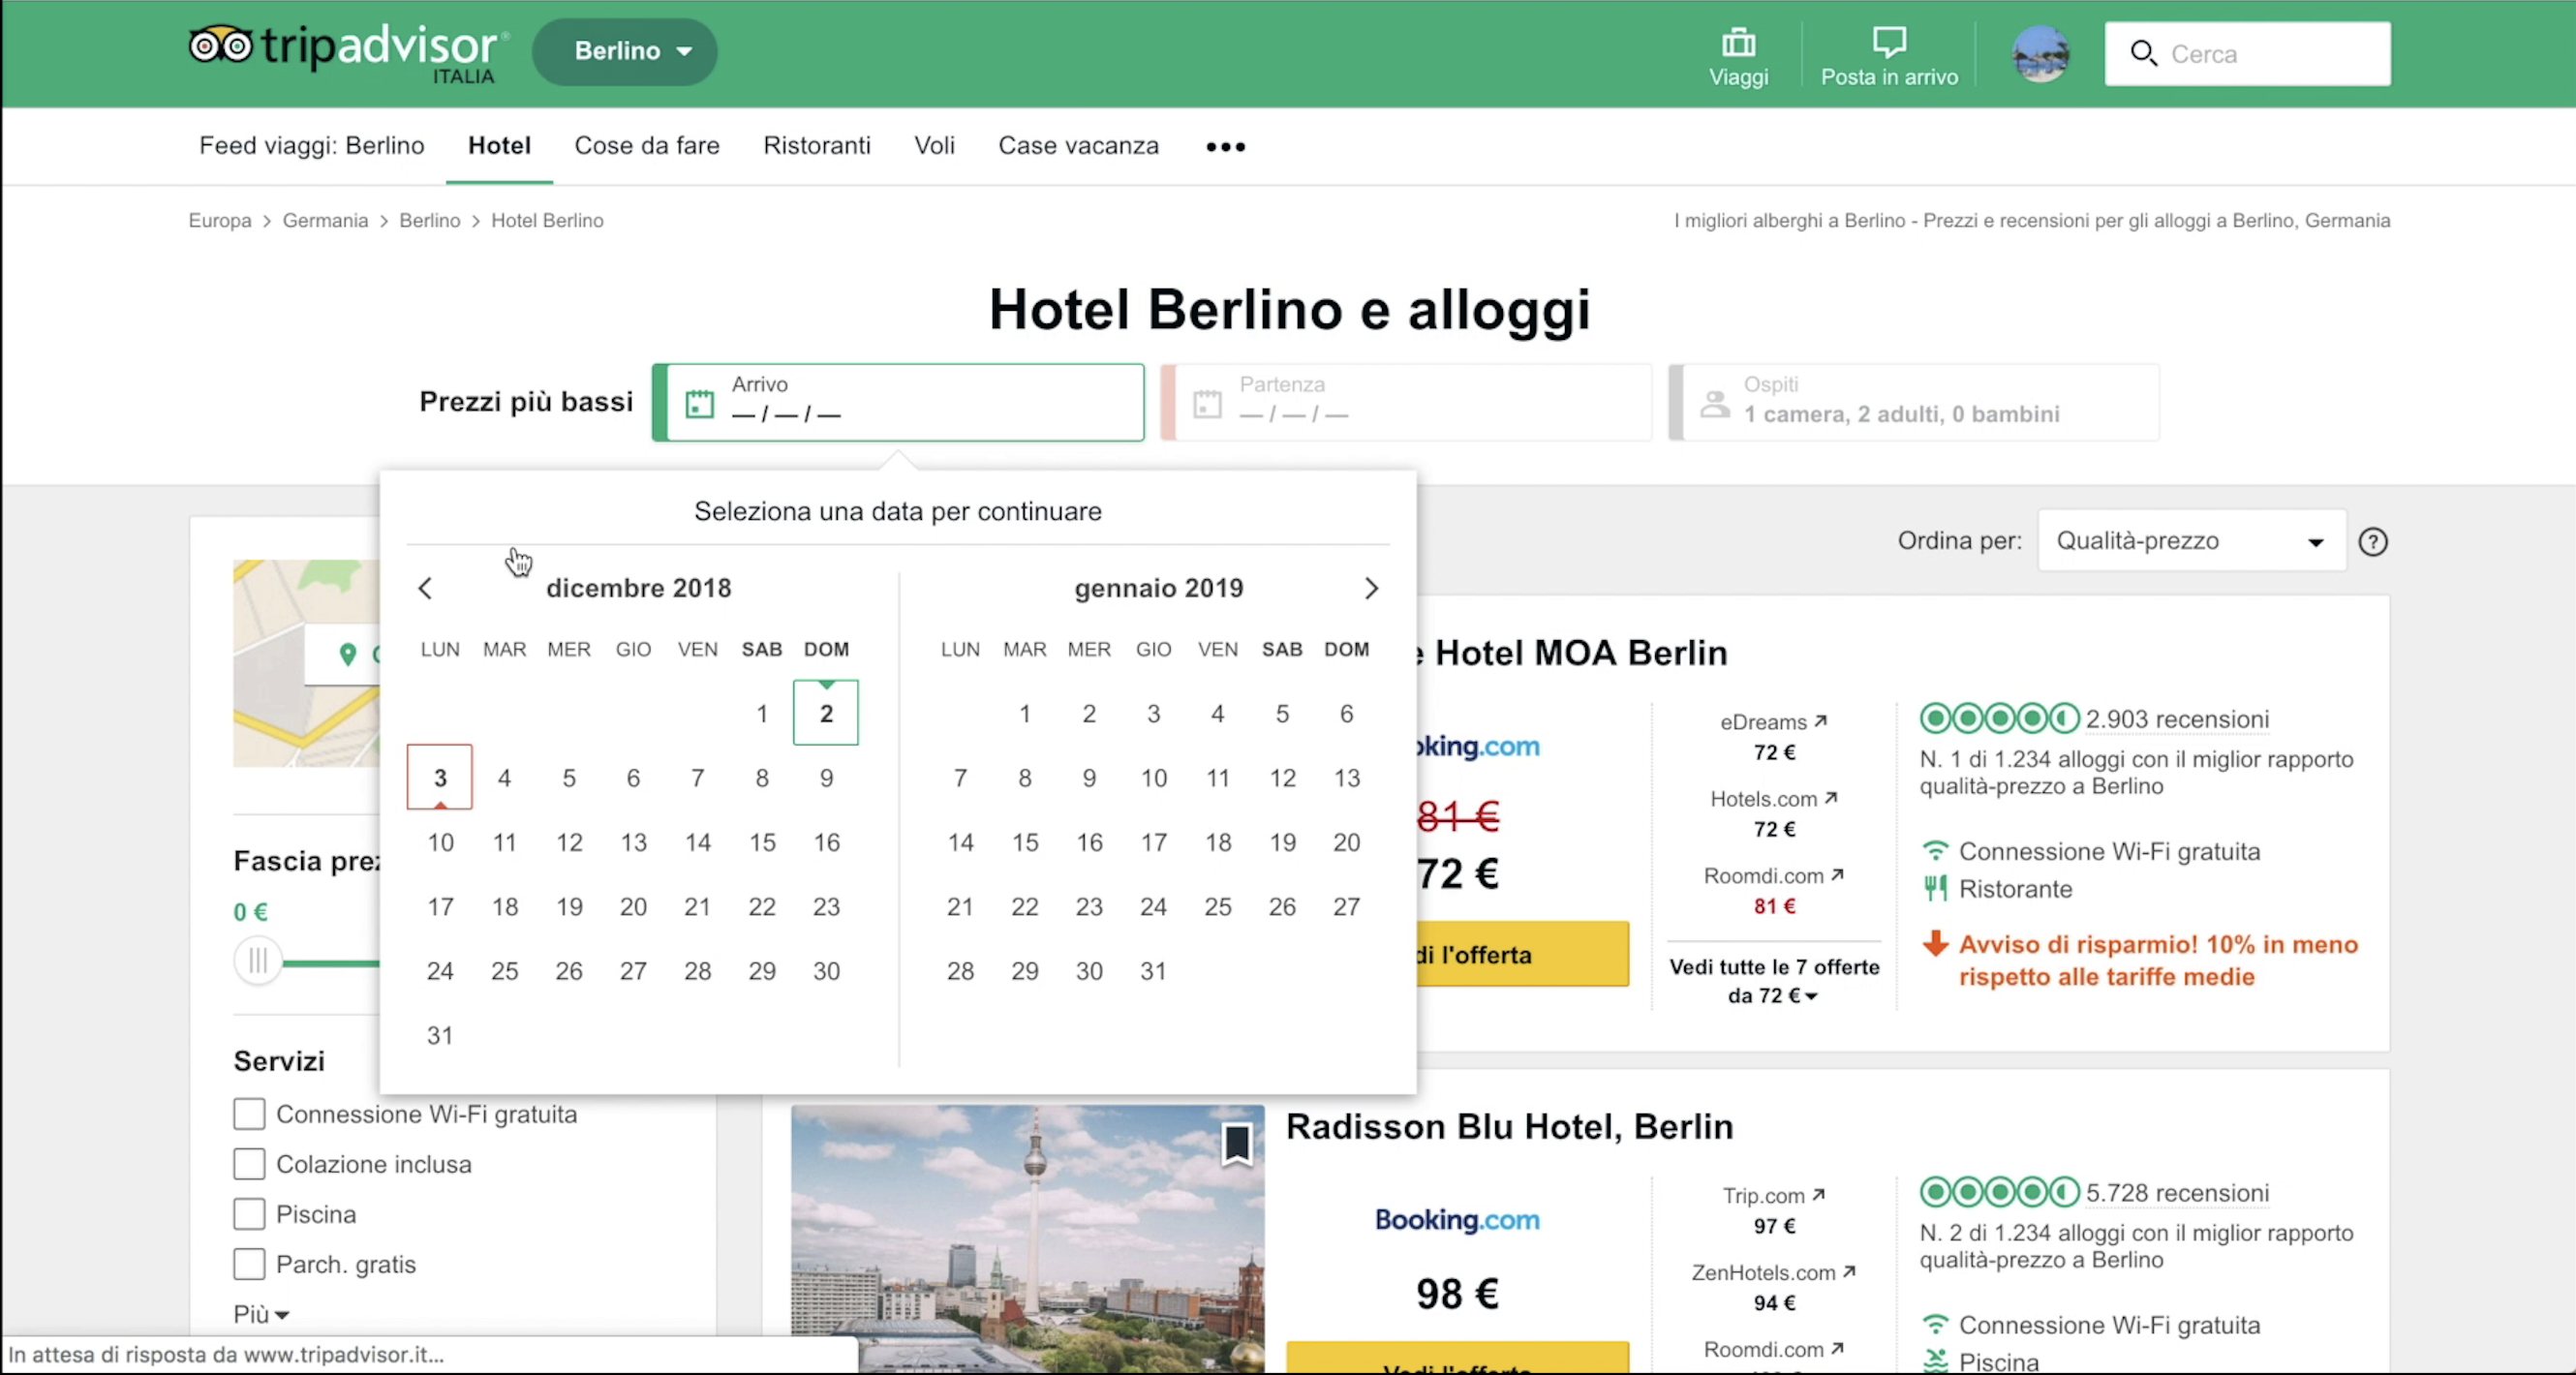 tripadvisor®
ITALIA
Berlino
Viaggi
Posta in arrivo
Cerca
Feed viaggi: Berlino
Hotel
Cose da fare
Ristoranti
Voli
Case vacanza
Europa > Germania > Berlino > Hotel Berlino
I migliori alberghi a Berlino - Prezzi e recensioni per gli alloggi a Berlino, Germania
Hotel Berlino e alloggi
Prezzi più bassi
Arrivo
— / — / —
Partenza
— / — / —
Ospiti
1 camera, 2 adulti, 0 bambini
Seleziona una data per continuare
dicembre 2018
LUN MAR MER GIO VEN SAB DOM
1 2
3 4 5 6 7 8 9
10 11 12 13 14 15 16
17 18 19 20 21 22 23
24 25 26 27 28 29 30
31
gennaio 2019
LUN MAR MER GIO VEN SAB DOM
1 2 3 4 5 6
7 8 9 10 11 12 13
14 15 16 17 18 19 20
21 22 23 24 25 26 27
28 29 30 31
Ordina per:
Qualità-prezzo
?
Fascia
0 €
Servizi
Connessione Wi-Fi gratuita
Colazione inclusa
Piscina
Parch. gratis
Più
Hotel MOA Berlin
king.com
81 €
72 €
di l'offerta
eDreams
72 €
Hotels.com
72 €
Roomdi.com
81 €
Vedi tutte le 7 offerte
da 72 €
2.903 recensioni
N. 1 di 1.234 alloggi con il miglior rapporto
qualità-prezzo a Berlino
Connessione Wi-Fi gratuita
Ristorante
Avviso di risparmio! 10% in meno
rispetto alle tariffe medie
Radisson Blu Hotel, Berlin
Booking.com
98 €
Vedi l'offerta
Trip.com
97 €
ZenHotels.com
94 €
Roomdi.com
5.728 recensioni
N. 2 di 1.234 alloggi con il miglior rapporto
qualità-prezzo a Berlino
Connessione Wi-Fi gratuita
Piscina
In attesa di risposta da www.tripadvisor.it...